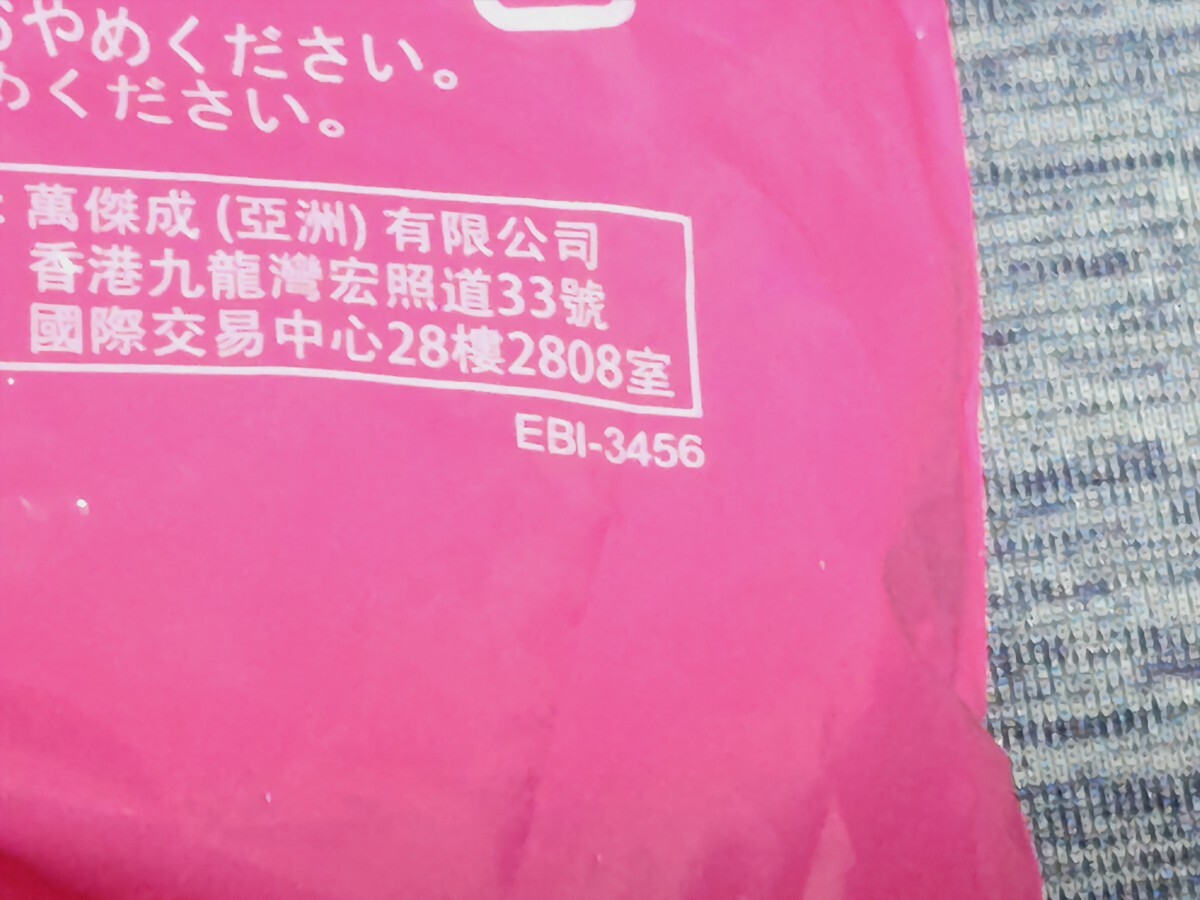 おやめください。
めください。
: 萬傑成 (亞洲) 有限公司
香港九龍灣宏照道33號
國際交易中心28樓2808室
EBI-3456